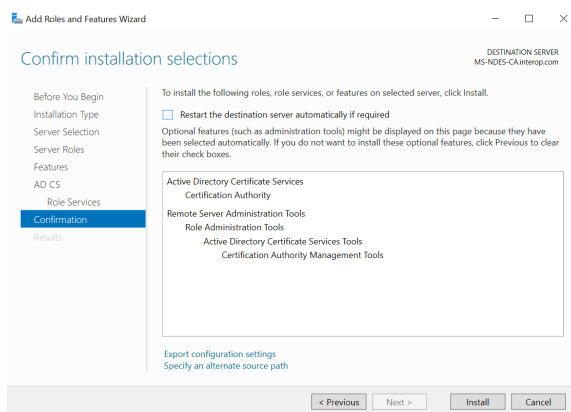 Add Roles and Features Wizard
Confirm installation selections
DESTINATION SERVER
MS-NDES-CA.interop.com
Before You Begin
Installation Type
Server Selection
Server Roles
Features
AD CS
Role Services
Confirmation
Results
To install the following roles, role services, or features on selected server, click Install.
Restart the destination server automatically if required
Optional features (such as administration tools) might be displayed on this page because they have
been selected automatically. If you do not want to install these optional features, click Previous to clear
their check boxes.
Active Directory Certificate Services
Certification Authority
Remote Server Administration Tools
Role Administration Tools
Active Directory Certificate Services Tools
Certification Authority Management Tools
Export configuration settings
Specify an alternate source path
< Previous
Next >
Install
Cancel